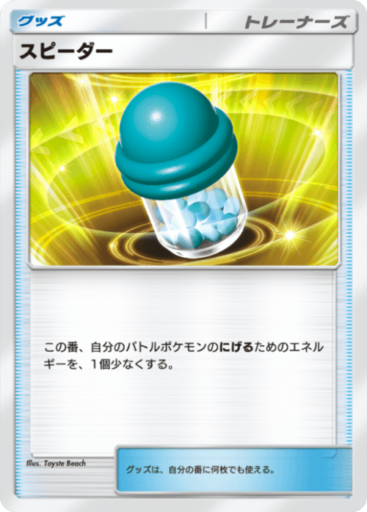 グッズ
トレーナーズ
スピーダー
この番、自分のバトルポケモンのにげるためのエネル
ギーを、1個少なくする。
Illus. Toyste Beach
グッズは、自分の番に何枚でも使える。